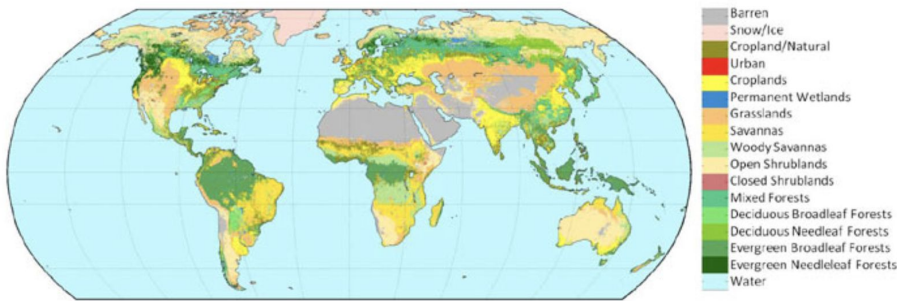 Barren
Snow/Ice
Cropland/Natural
Urban
Croplands
Permanent Wetlands
Grasslands
Savannas
Woody Savannas
Open Shrublands
Closed Shrublands
Mixed Forests
Deciduous Broadleaf Forests
Deciduous Needleaf Forests
Evergreen Broadleaf Forests
Evergreen Needleleaf Forests
Water